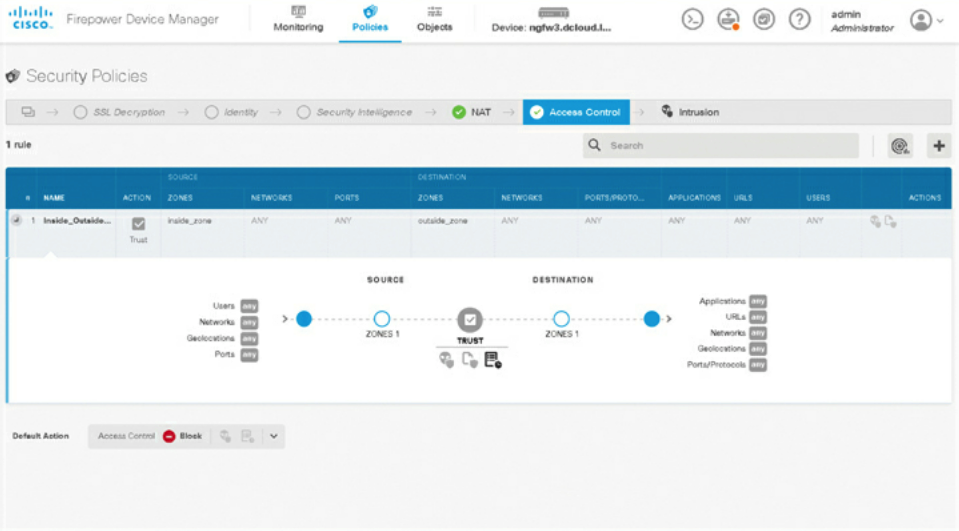 CISCO. Firepower Device Manager Monitoring Policies Objects Device: ngfw3.dcloud.l... admin Administrator
Security Policies
SSL Decryption Identity Security Intelligence NAT Access Control Intrusion
1 rule Search
SOURCE DESTINATION
# NAME ACTION ZONES NETWORKS PORTS ZONES NETWORKS PORTS/PROTO... APPLICATIONS URLS USERS ACTIONS
1 Inside_Outside... Trust inside_zone ANY ANY outside_zone ANY ANY ANY ANY ANY
SOURCE DESTINATION
Users any
Networks any
Geolocations any
Ports any
ZONES 1 TRUST ZONES 1
Applications any
URLs any
Networks any
Geolocations any
Ports/Protocols any
Default Action Access Control Block